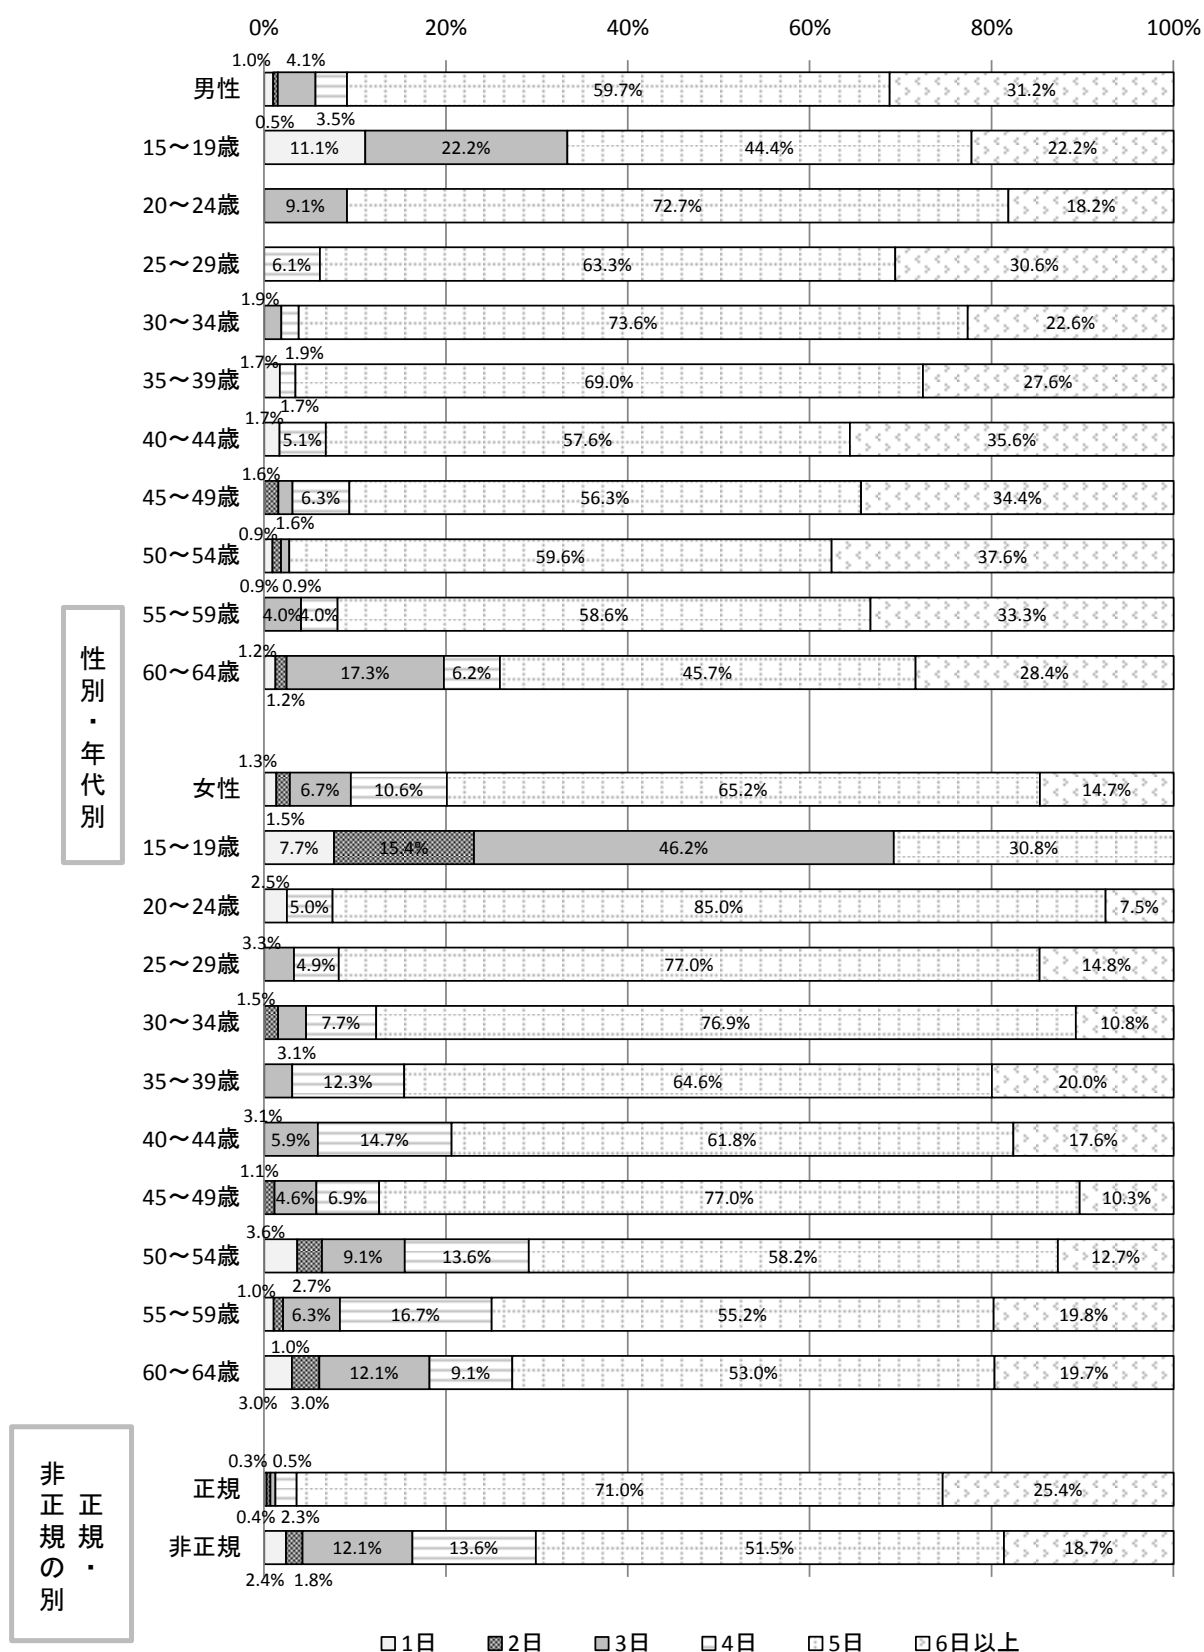 0% 20% 40% 60% 80% 100%
1.0% 4.1%
男性 59.7% 31.2%
0.5% 3.5%
15～19歳 11.1% 22.2% 44.4% 22.2%
20～24歳 9.1% 72.7% 18.2%
25～29歳 6.1% 63.3% 30.6%
1.9%
30～34歳 73.6% 22.6%
1.7% 1.9%
35～39歳 69.0% 27.6%
1.7% 1.7%
40～44歳 5.1% 57.6% 35.6%
1.6%
45～49歳 6.3% 56.3% 34.4%
0.9% 1.6%
50～54歳 59.6% 37.6%
0.9% 0.9%
55～59歳 4.0% 4.0% 58.6% 33.3%
1.2%
60～64歳 17.3% 6.2% 45.7% 28.4%
1.2%
性別・年代別
1.3%
女性 6.7% 10.6% 65.2% 14.7%
1.5%
15～19歳 7.7% 15.4% 46.2% 30.8%
2.5%
20～24歳 5.0% 85.0% 7.5%
3.3%
25～29歳 4.9% 77.0% 14.8%
1.5%
30～34歳 7.7% 76.9% 10.8%
3.1%
35～39歳 12.3% 64.6% 20.0%
3.1%
40～44歳 5.9% 14.7% 61.8% 17.6%
1.1%
45～49歳 4.6% 6.9% 77.0% 10.3%
3.6%
50～54歳 9.1% 13.6% 58.2% 12.7%
1.0% 2.7%
55～59歳 6.3% 16.7% 55.2% 19.8%
1.0%
60～64歳 12.1% 9.1% 53.0% 19.7%
3.0% 3.0%
正規・
非正規の別
0.3% 0.5%
正規 71.0% 25.4%
0.4% 2.3%
非正規 12.1% 13.6% 51.5% 18.7%
2.4% 1.8%
1日 2日 3日 4日 5日 6日以上